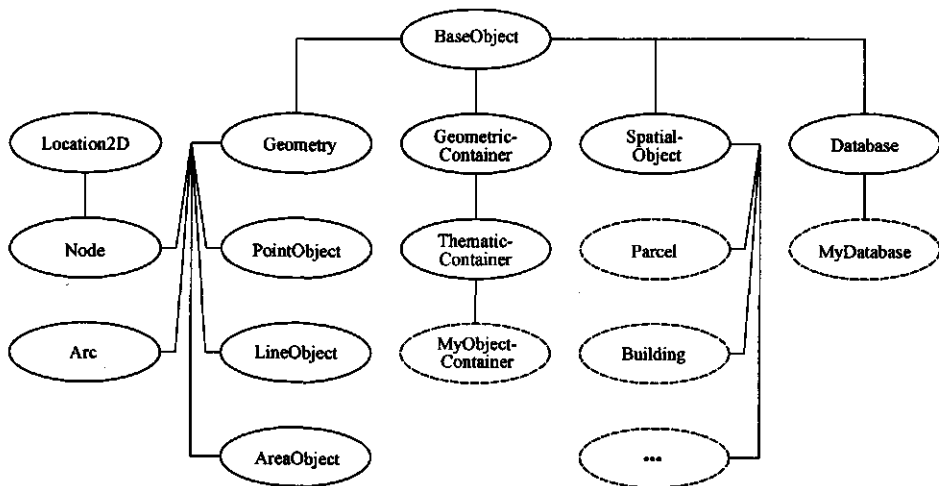 BaseObject
Location2D
Geometry
Geometric-
Container
Spatial-
Object
Database
Node
PointObject
Thematic-
Container
Parcel
MyDatabase
Arc
LineObject
MyObject-
Container
Building
AreaObject
•••